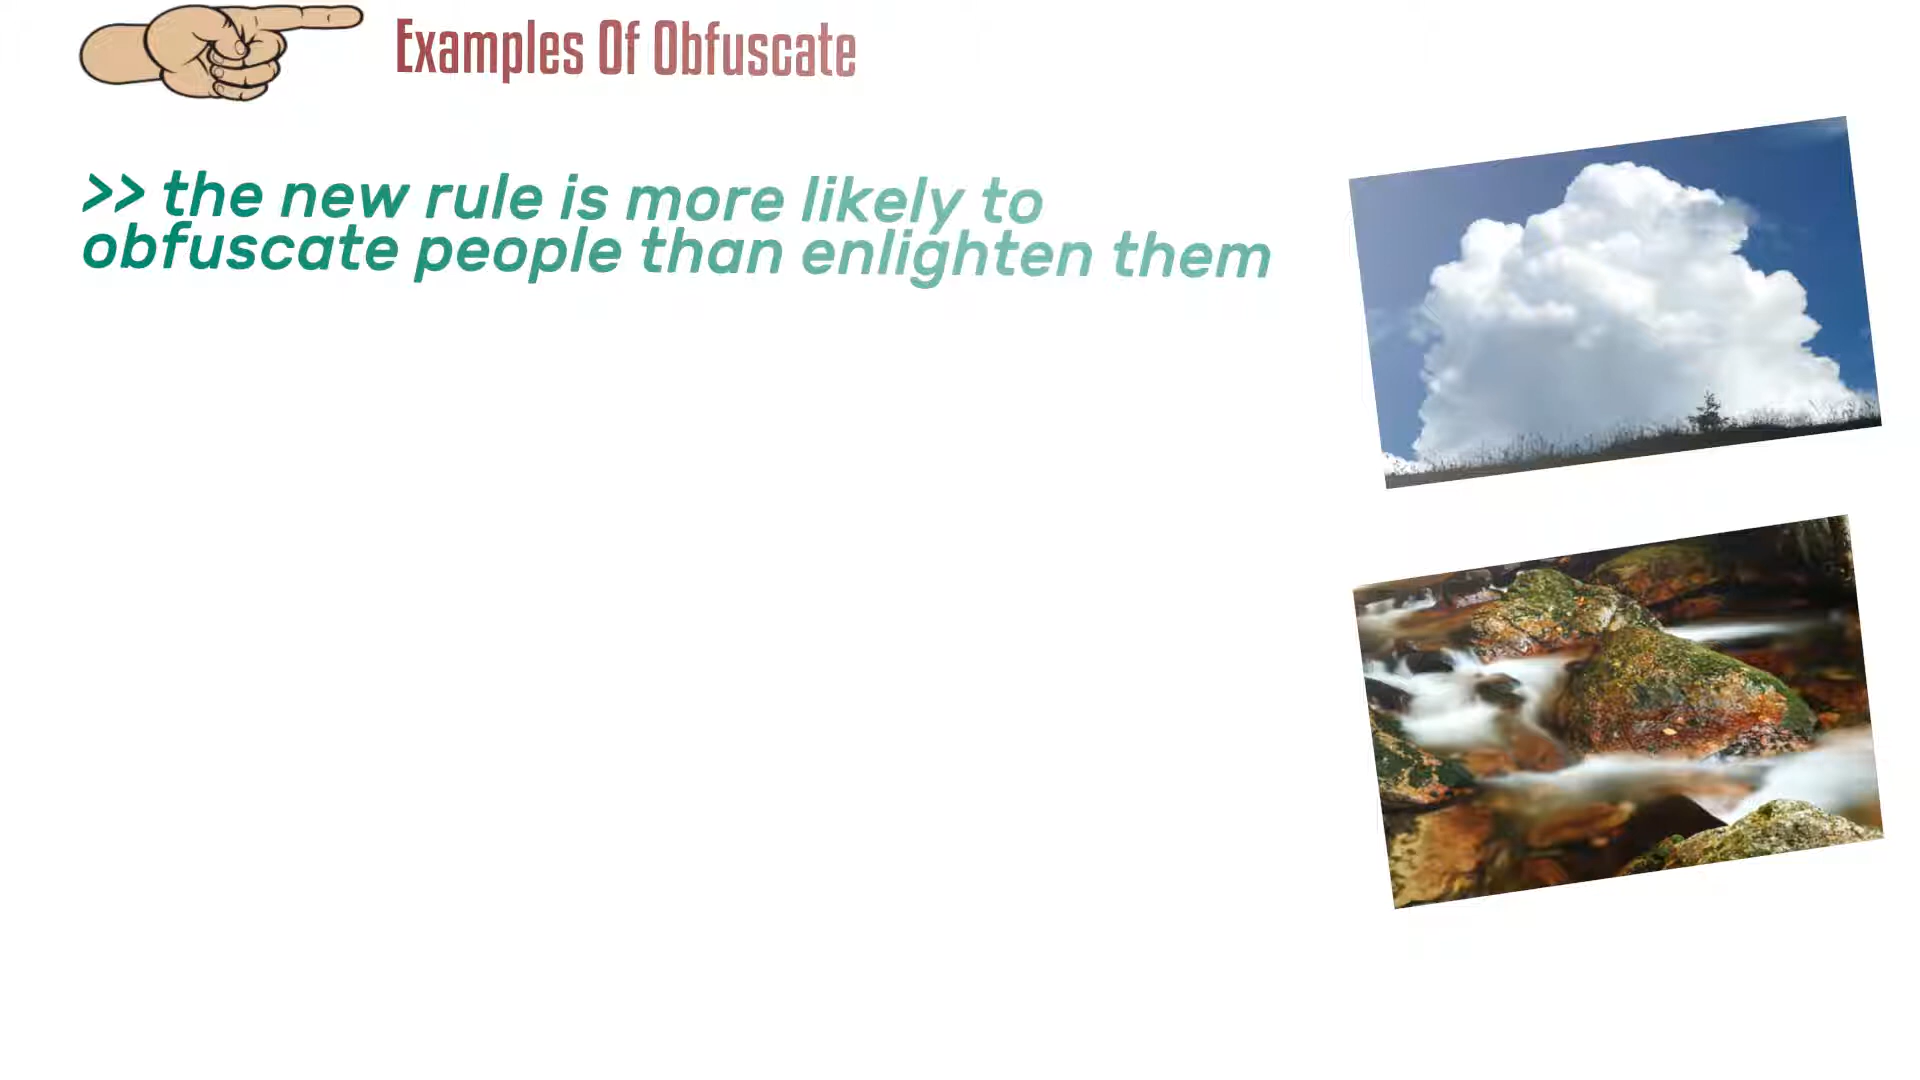 Examples Of Obfuscate
>> the new rule is more likely to
obfuscate people than enlighten them